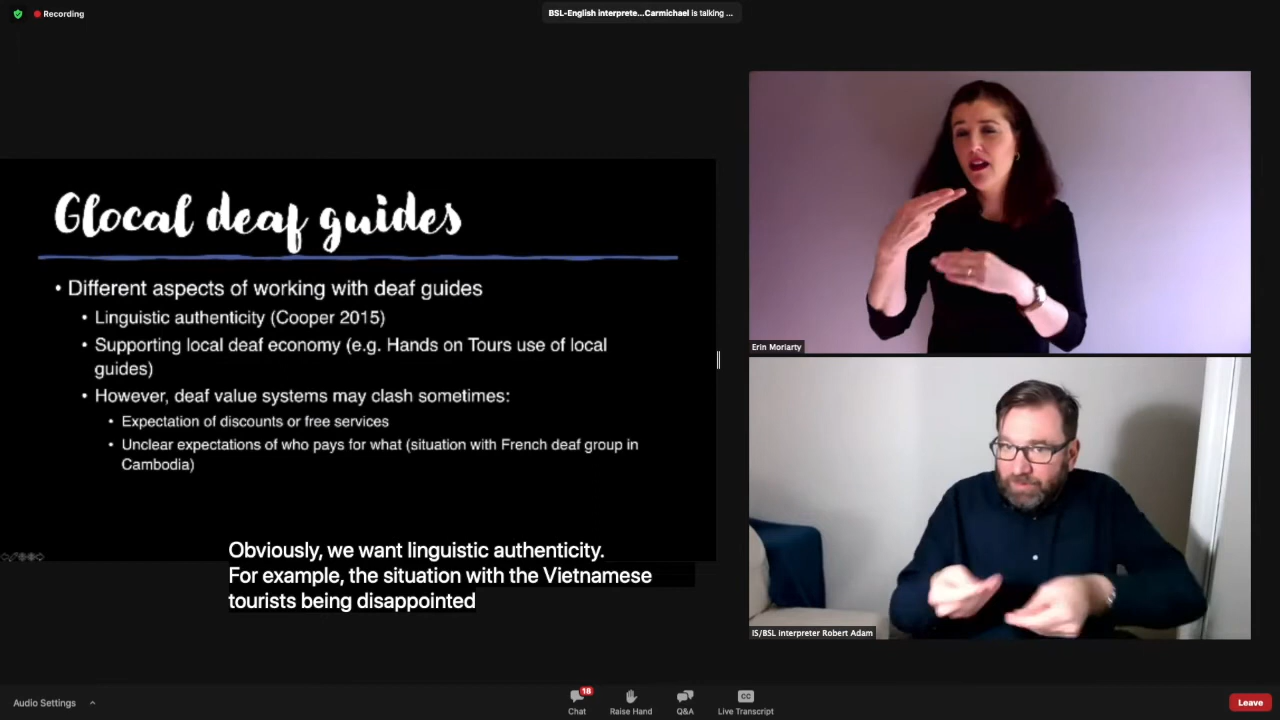 Recording
BSL-English interprete...Carmichael is talking ...
Glocal deaf guides
• Different aspects of working with deaf guides
• Linguistic authenticity (Cooper 2015)
• Supporting local deaf economy (e.g. Hands on Tours use of local
guides)
• However, deaf value systems may clash sometimes:
• Expectation of discounts or free services
• Unclear expectations of who pays for what (situation with French deaf group in
Cambodia)
Obviously, we want linguistic authenticity.
For example, the situation with the Vietnamese
tourists being disappointed
Erin Moriarty
IS/BSL interpreter Robert Adam
Audio Settings
18
Chat
Raise Hand
Q&A
CC
Live Transcript
Leave